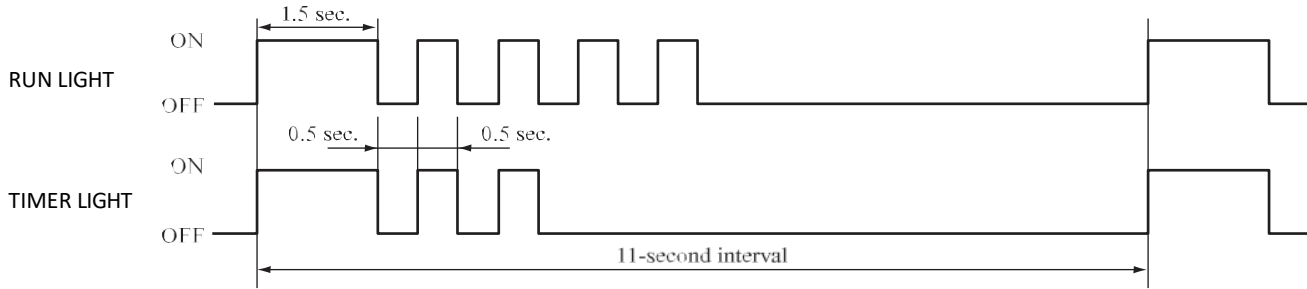 1.5 sec.
ON
RUN LIGHT
OFF
0.5 sec. 0.5 sec.
ON
TIMER LIGHT
OFF
11-second interval